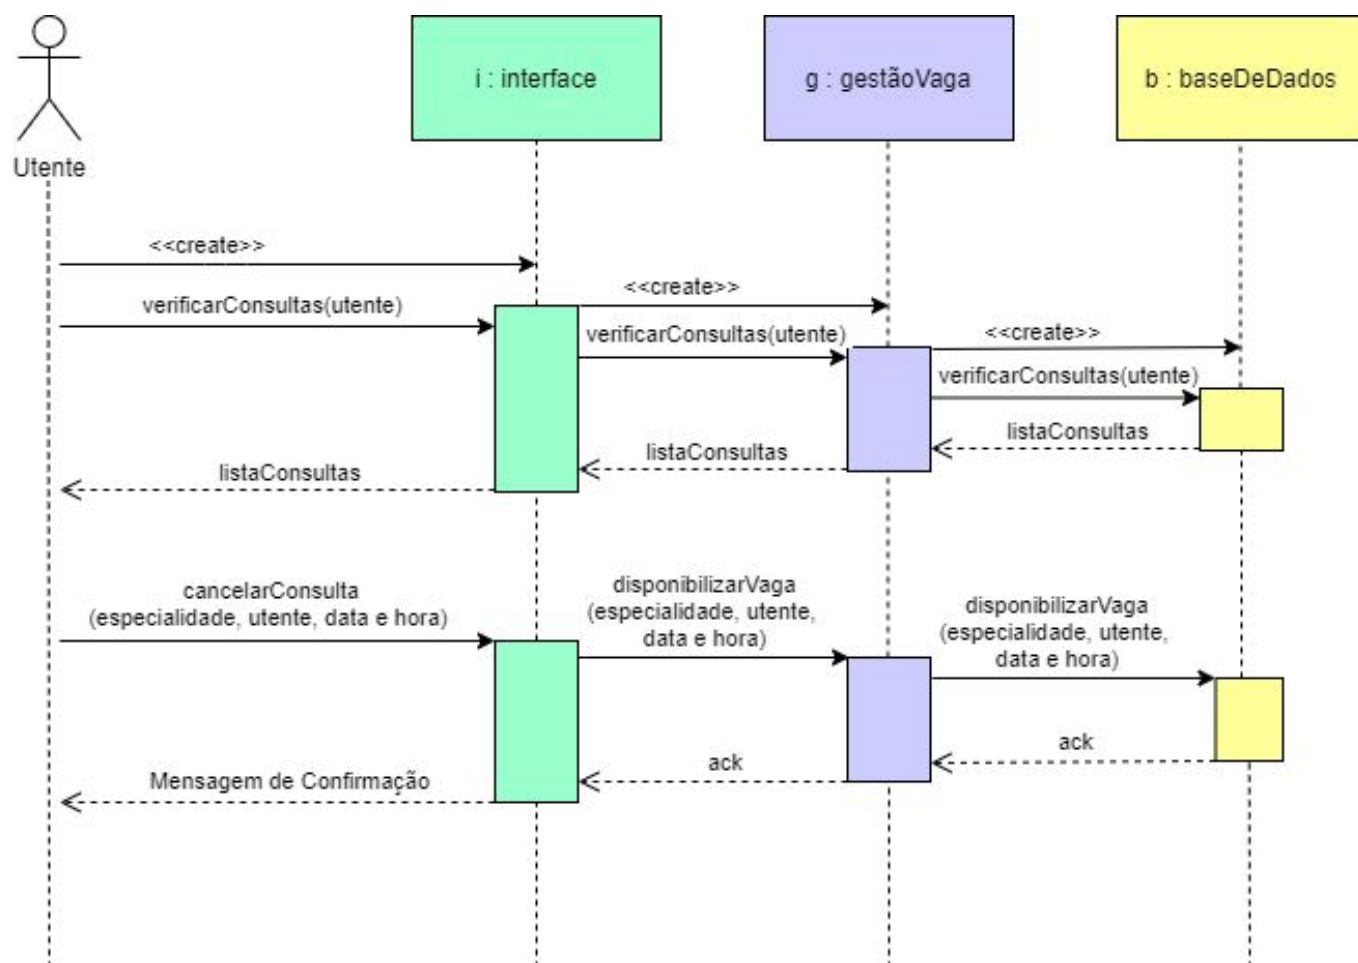 i : interface
g : gestãoVaga
b : baseDeDados
Utente
<<create>>
<<create>>
verificarConsultas(utente)
verificarConsultas(utente)
<<create>>
verificarConsultas(utente)
listaConsultas
listaConsultas
listaConsultas
cancelarConsulta
(especialidade, utente, data e hora)
disponibilizarVaga
(especialidade, utente,
data e hora)
disponibilizarVaga
(especialidade, utente,
data e hora)
ack
ack
Mensagem de Confirmação